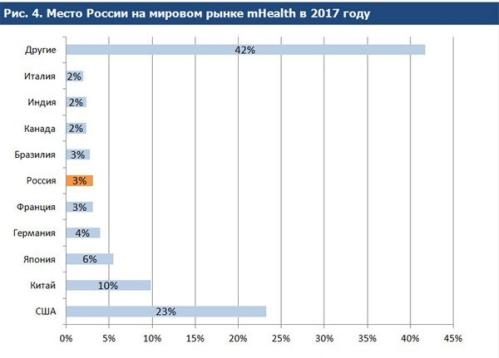 Рис. 4. Место России на мировом рынке mHealth в 2017 году
Другие 42%
Италия 2%
Индия 2%
Канада 2%
Бразилия 3%
Россия 3%
Франция 3%
Германия 4%
Япония 6%
Китай 10%
США 23%
0% 5% 10% 15% 20% 25% 30% 35% 40% 45%